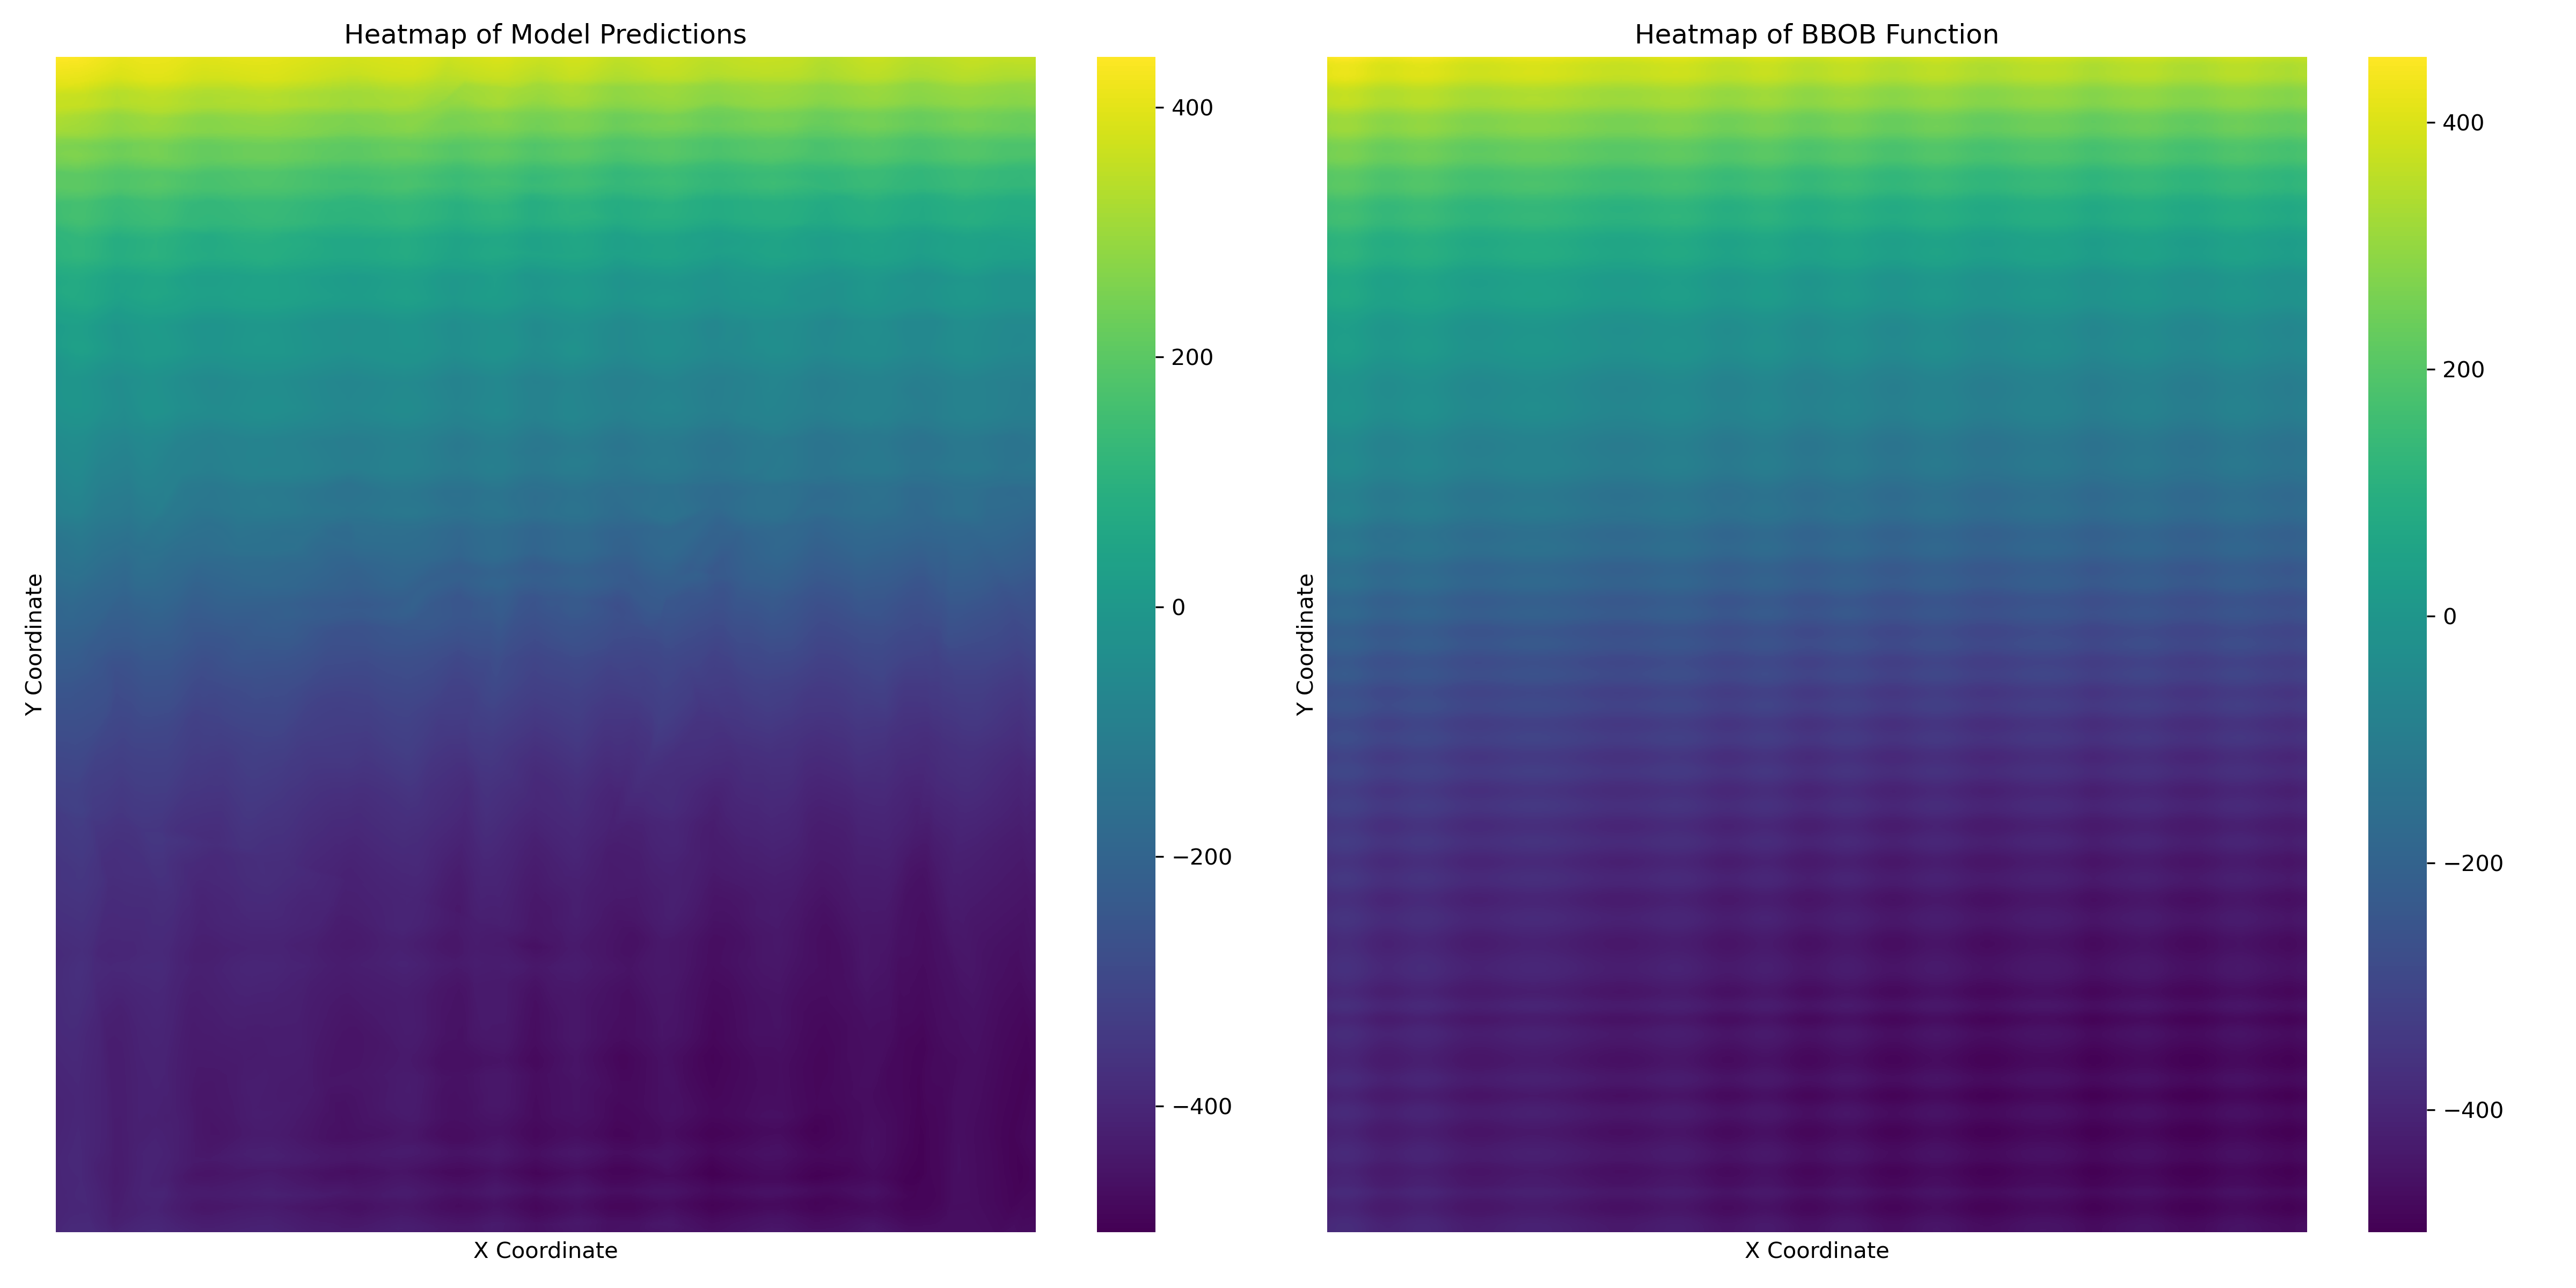 Heatmap of Model Predictions
Y Coordinate
X Coordinate
400
200
0
−200
−400
Heatmap of BBOB Function
Y Coordinate
X Coordinate
400
200
0
−200
−400